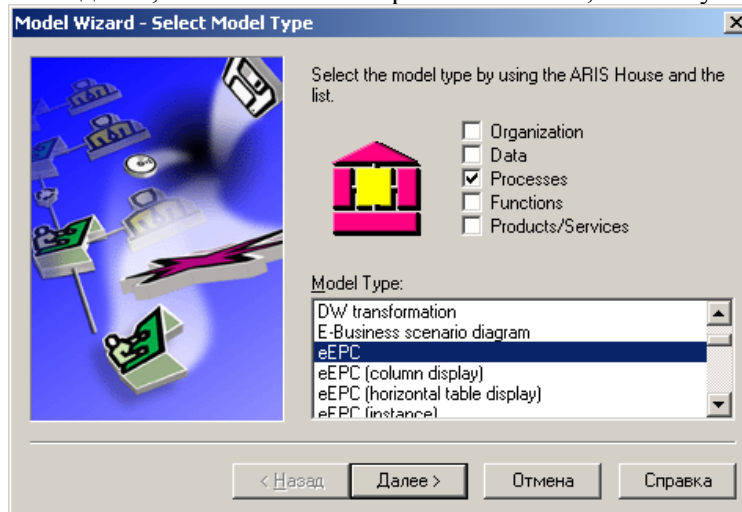 Model Wizard - Select Model Type
Select the model type by using the ARIS House and the
list.
Organization
Data
Processes
Functions
Products/Services
Model Type:
DW transformation
E-Business scenario diagram
eEPC
eEPC (column display)
eEPC (horizontal table display)
eEPC (instance)
< Назад
Далее >
Отмена
Справка